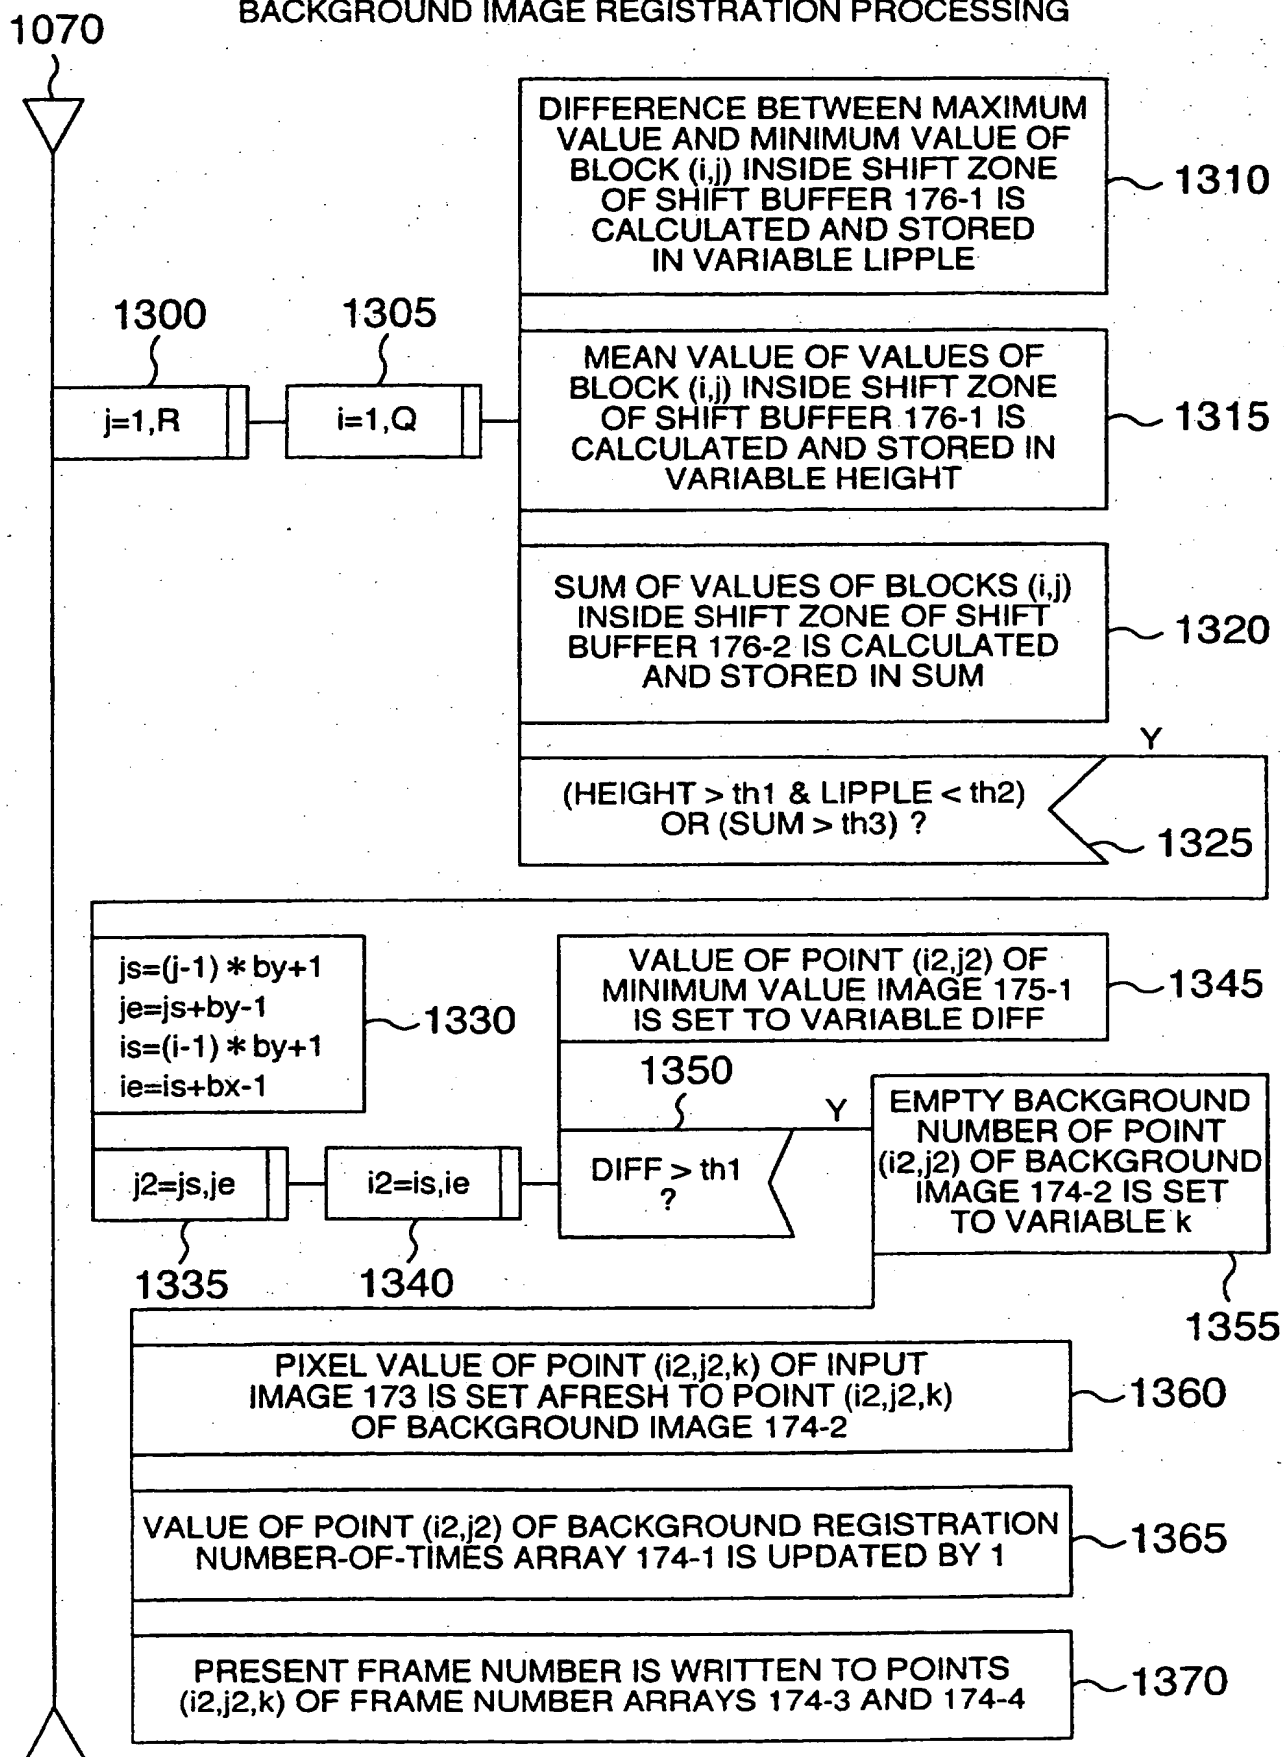 BACKGROUND IMAGE REGISTRATION PROCESSING
1070
DIFFERENCE BETWEEN MAXIMUM
VALUE AND MINIMUM VALUE OF
BLOCK (i,j) INSIDE SHIFT ZONE
OF SHIFT BUFFER 176-1 IS
CALCULATED AND STORED
IN VARIABLE LIPPLE
1310
1300
1305
j=1,R
i=1,Q
MEAN VALUE OF VALUES OF
BLOCK (i,j) INSIDE SHIFT ZONE
OF SHIFT BUFFER 176-1 IS
CALCULATED AND STORED IN
VARIABLE HEIGHT
1315
SUM OF VALUES OF BLOCKS (i,j)
INSIDE SHIFT ZONE OF SHIFT
BUFFER 176-2 IS CALCULATED
AND STORED IN SUM
1320
Y
(HEIGHT > th1 & LIPPLE < th2)
OR (SUM > th3) ?
1325
js=(j-1) * by+1
je=js+by-1
is=(i-1) * by+1
ie=is+bx-1
1330
VALUE OF POINT (i2,j2) OF
MINIMUM VALUE IMAGE 175-1
IS SET TO VARIABLE DIFF
1345
1350
Y
j2=js,je
i2=is,ie
DIFF > th1
?
1335
1340
EMPTY BACKGROUND
NUMBER OF POINT
(i2,j2) OF BACKGROUND
IMAGE 174-2 IS SET
TO VARIABLE k
1355
PIXEL VALUE OF POINT (i2,j2,k) OF INPUT
IMAGE 173 IS SET AFRESH TO POINT (i2,j2,k)
OF BACKGROUND IMAGE 174-2
1360
VALUE OF POINT (i2,j2) OF BACKGROUND REGISTRATION
NUMBER-OF-TIMES ARRAY 174-1 IS UPDATED BY 1
1365
PRESENT FRAME NUMBER IS WRITTEN TO POINTS
(i2,j2,k) OF FRAME NUMBER ARRAYS 174-3 AND 174-4
1370